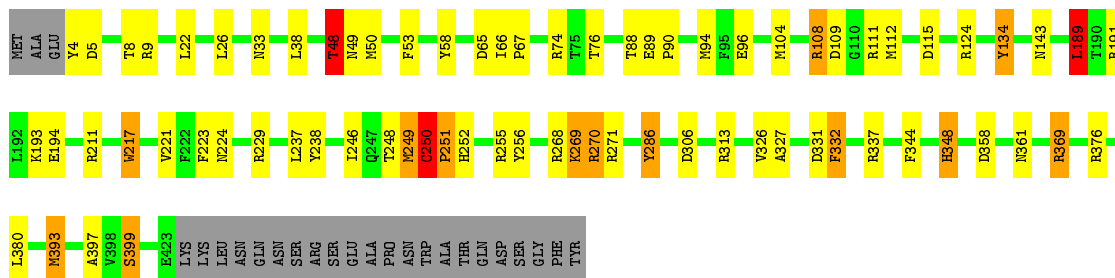 MET ALA GLU Y4 D5 T8 R9 L22 L26 N33 L38 T48 N49 M50 F53 Y58 D65 I66 P67 R74 T75 T76 T88 E89 P90 M94 F95 E96 M104 R108 D109 G110 R111 M112 D115 R124 Y134 N143 L189 T190 R191
L192 K193 E194 R211 W217 V221 F222 F223 N224 R229 L237 Y238 I246 Q247 T248 M249 C250 P251 H252 R255 Y256 R268 K269 R270 R271 Y286 D306 R313 V326 A327 D331 F332 R337 F344 H348 D358 N361 R369 R376
L380 M393 A397 V398 S399 E423 LYS LYS LEU ASN GLN ASN SER ARG SER GLU ALA PRO ASN TRP ALA THR GLN ASP SER GLY PHE TYR